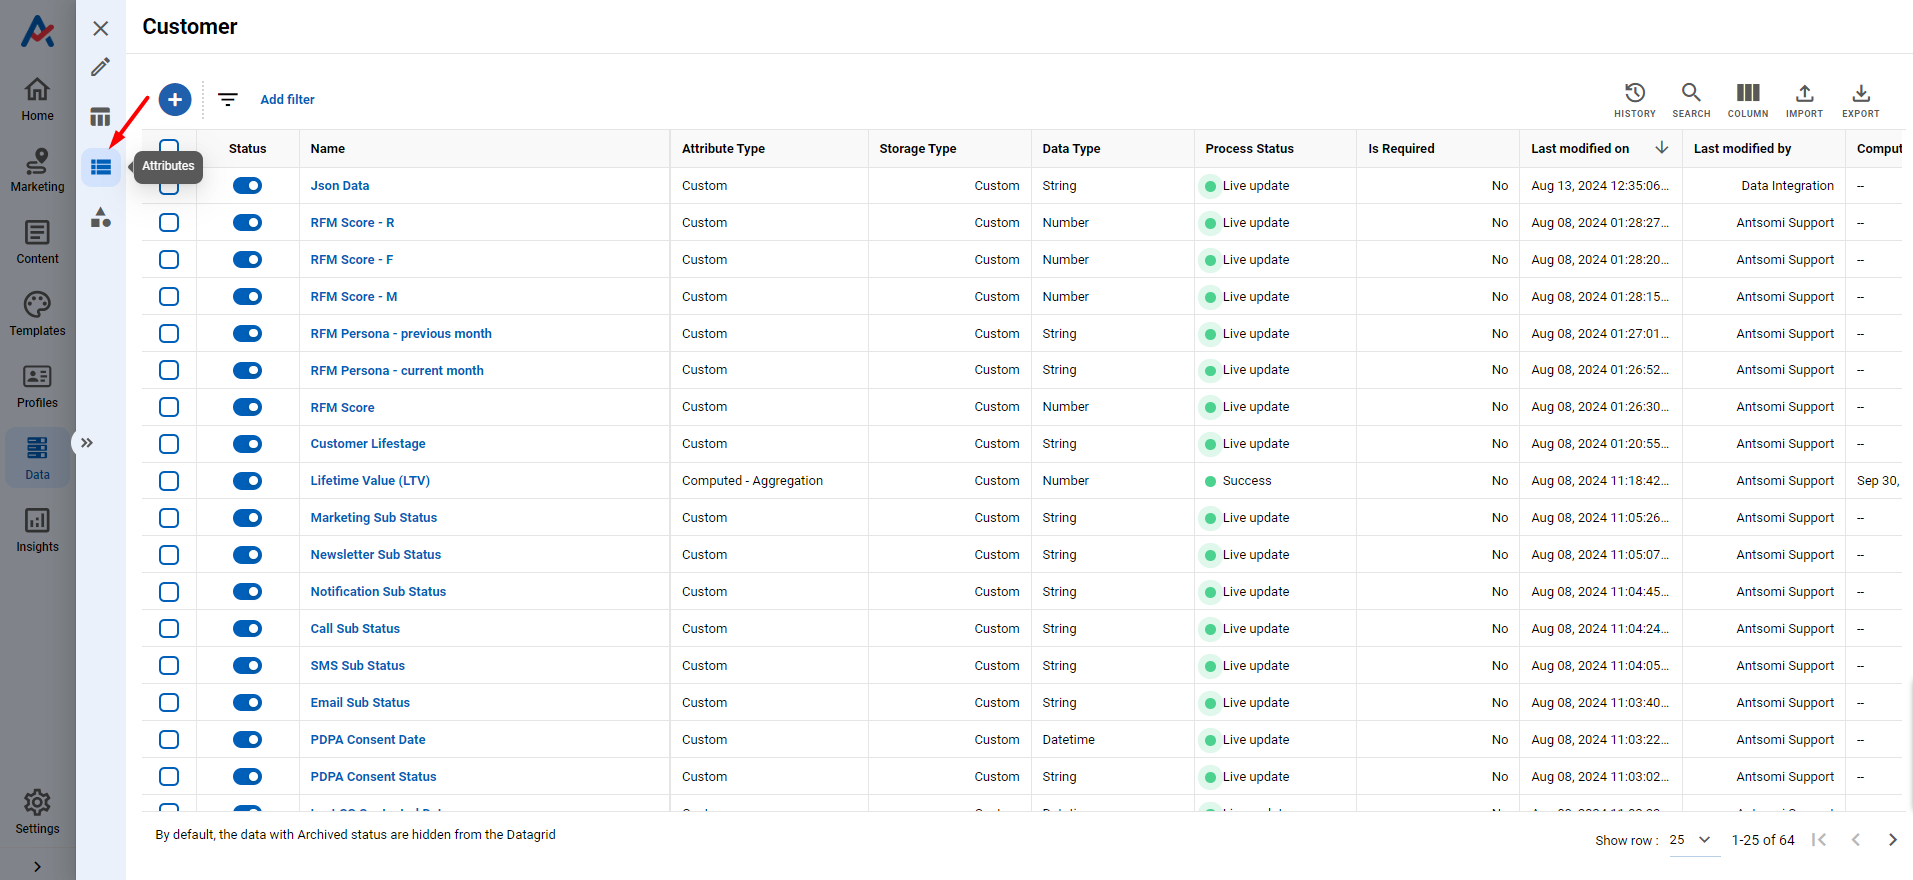 Customer
Add filter
HISTORY SEARCH COLUMN IMPORT EXPORT
Home
Marketing
Content
Templates
Profiles
Data
Insights
Settings
Attributes
Status Name Attribute Type Storage Type Data Type Process Status Is Required Last modified on Last modified by Comput
Json Data Custom Custom String Live update No Aug 13, 2024 12:35:06... Data Integration --
RFM Score - R Custom Custom Number Live update No Aug 08, 2024 01:28:27... Antsomi Support --
RFM Score - F Custom Custom Number Live update No Aug 08, 2024 01:28:20... Antsomi Support --
RFM Score - M Custom Custom Number Live update No Aug 08, 2024 01:28:15... Antsomi Support --
RFM Persona - previous month Custom Custom String Live update No Aug 08, 2024 01:27:01... Antsomi Support --
RFM Persona - current month Custom Custom String Live update No Aug 08, 2024 01:26:52... Antsomi Support --
RFM Score Custom Custom Number Live update No Aug 08, 2024 01:26:30... Antsomi Support --
Customer Lifestage Custom Custom String Live update No Aug 08, 2024 01:20:55... Antsomi Support --
Lifetime Value (LTV) Computed - Aggregation Custom Number Success No Aug 08, 2024 11:18:42... Antsomi Support Sep 30,
Marketing Sub Status Custom Custom String Live update No Aug 08, 2024 11:05:26... Antsomi Support --
Newsletter Sub Status Custom Custom String Live update No Aug 08, 2024 11:05:07... Antsomi Support --
Notification Sub Status Custom Custom String Live update No Aug 08, 2024 11:04:45... Antsomi Support --
Call Sub Status Custom Custom String Live update No Aug 08, 2024 11:04:24... Antsomi Support --
SMS Sub Status Custom Custom String Live update No Aug 08, 2024 11:04:05... Antsomi Support --
Email Sub Status Custom Custom String Live update No Aug 08, 2024 11:03:40... Antsomi Support --
PDPA Consent Date Custom Custom Datetime Live update No Aug 08, 2024 11:03:22... Antsomi Support --
PDPA Consent Status Custom Custom String Live update No Aug 08, 2024 11:03:02... Antsomi Support --
By default, the data with Archived status are hidden from the Datagrid
Show row : 25 1-25 of 64